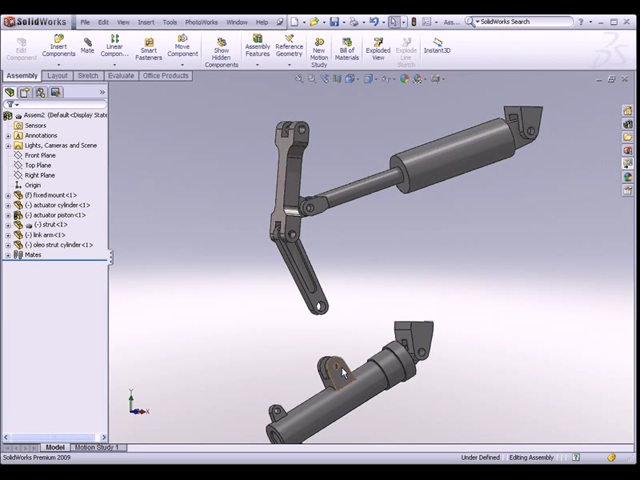 SolidWorks File Edit View Insert Tools PhotoWorks Window Help Ass... SolidWorks Search
Edit Component Insert Components Mate Linear Compon... Smart Fasteners Move Component Show Hidden Components Assembly Features Reference Geometry New Motion Study Bill of Materials Exploded View Explode Line Sketch Instant3D
Assembly Layout Sketch Evaluate Office Products
Assem2 (Default<Display State
Sensors
Annotations
Lights, Cameras and Scene
Front Plane
Top Plane
Right Plane
Origin
(f) fixed mount<1>
(-) actuator cylinder<1>
(-) actuator piston<1>
(-) strut<1>
(-) link arm<1>
(-) oleo strut cylinder<1>
Mates
Y
X
Model Motion Study 1
SolidWorks Premium 2009 Under Defined Editing Assembly